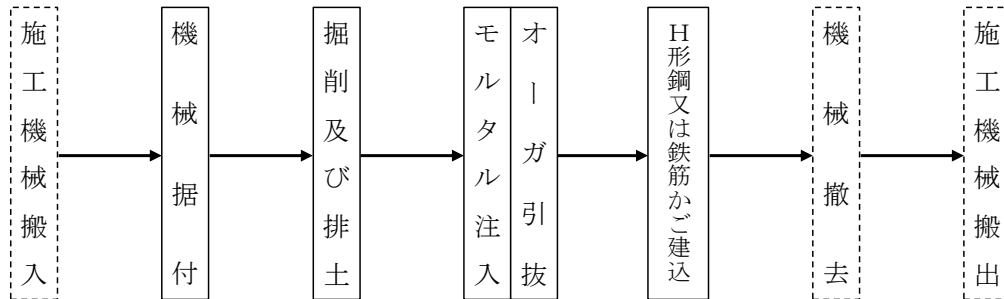 施工機械搬入
機械据付
掘削及び排土
モルタル注入
オーガ引抜
H形鋼又は鉄筋かご建込
機械撤去
施工機械搬出